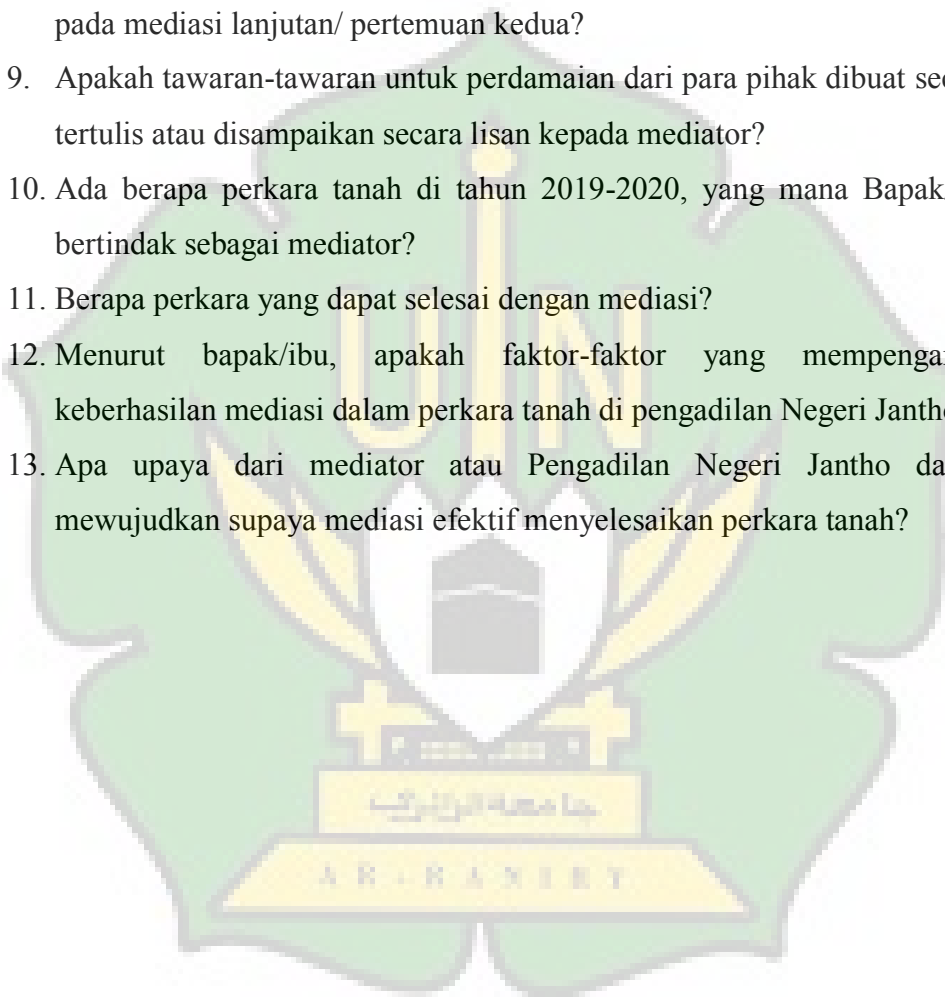 pada mediasi lanjutan/ pertemuan kedua?
9. Apakah tawaran-tawaran untuk perdamaian dari para pihak dibuat sec
tertulis atau disampaikan secara lisan kepada mediator?
10. Ada berapa perkara tanah di tahun 2019-2020, yang mana Bapak
bertindak sebagai mediator?
11. Berapa perkara yang dapat selesai dengan mediasi?
12. Menurut bapak/ibu, apakah faktor-faktor yang mempengar
keberhasilan mediasi dalam perkara tanah di pengadilan Negeri Jantho
13. Apa upaya dari mediator atau Pengadilan Negeri Jantho da
mewujudkan supaya mediasi efektif menyelesaikan perkara tanah?
UIN
جامعة الرانيري
AR-RANIRY